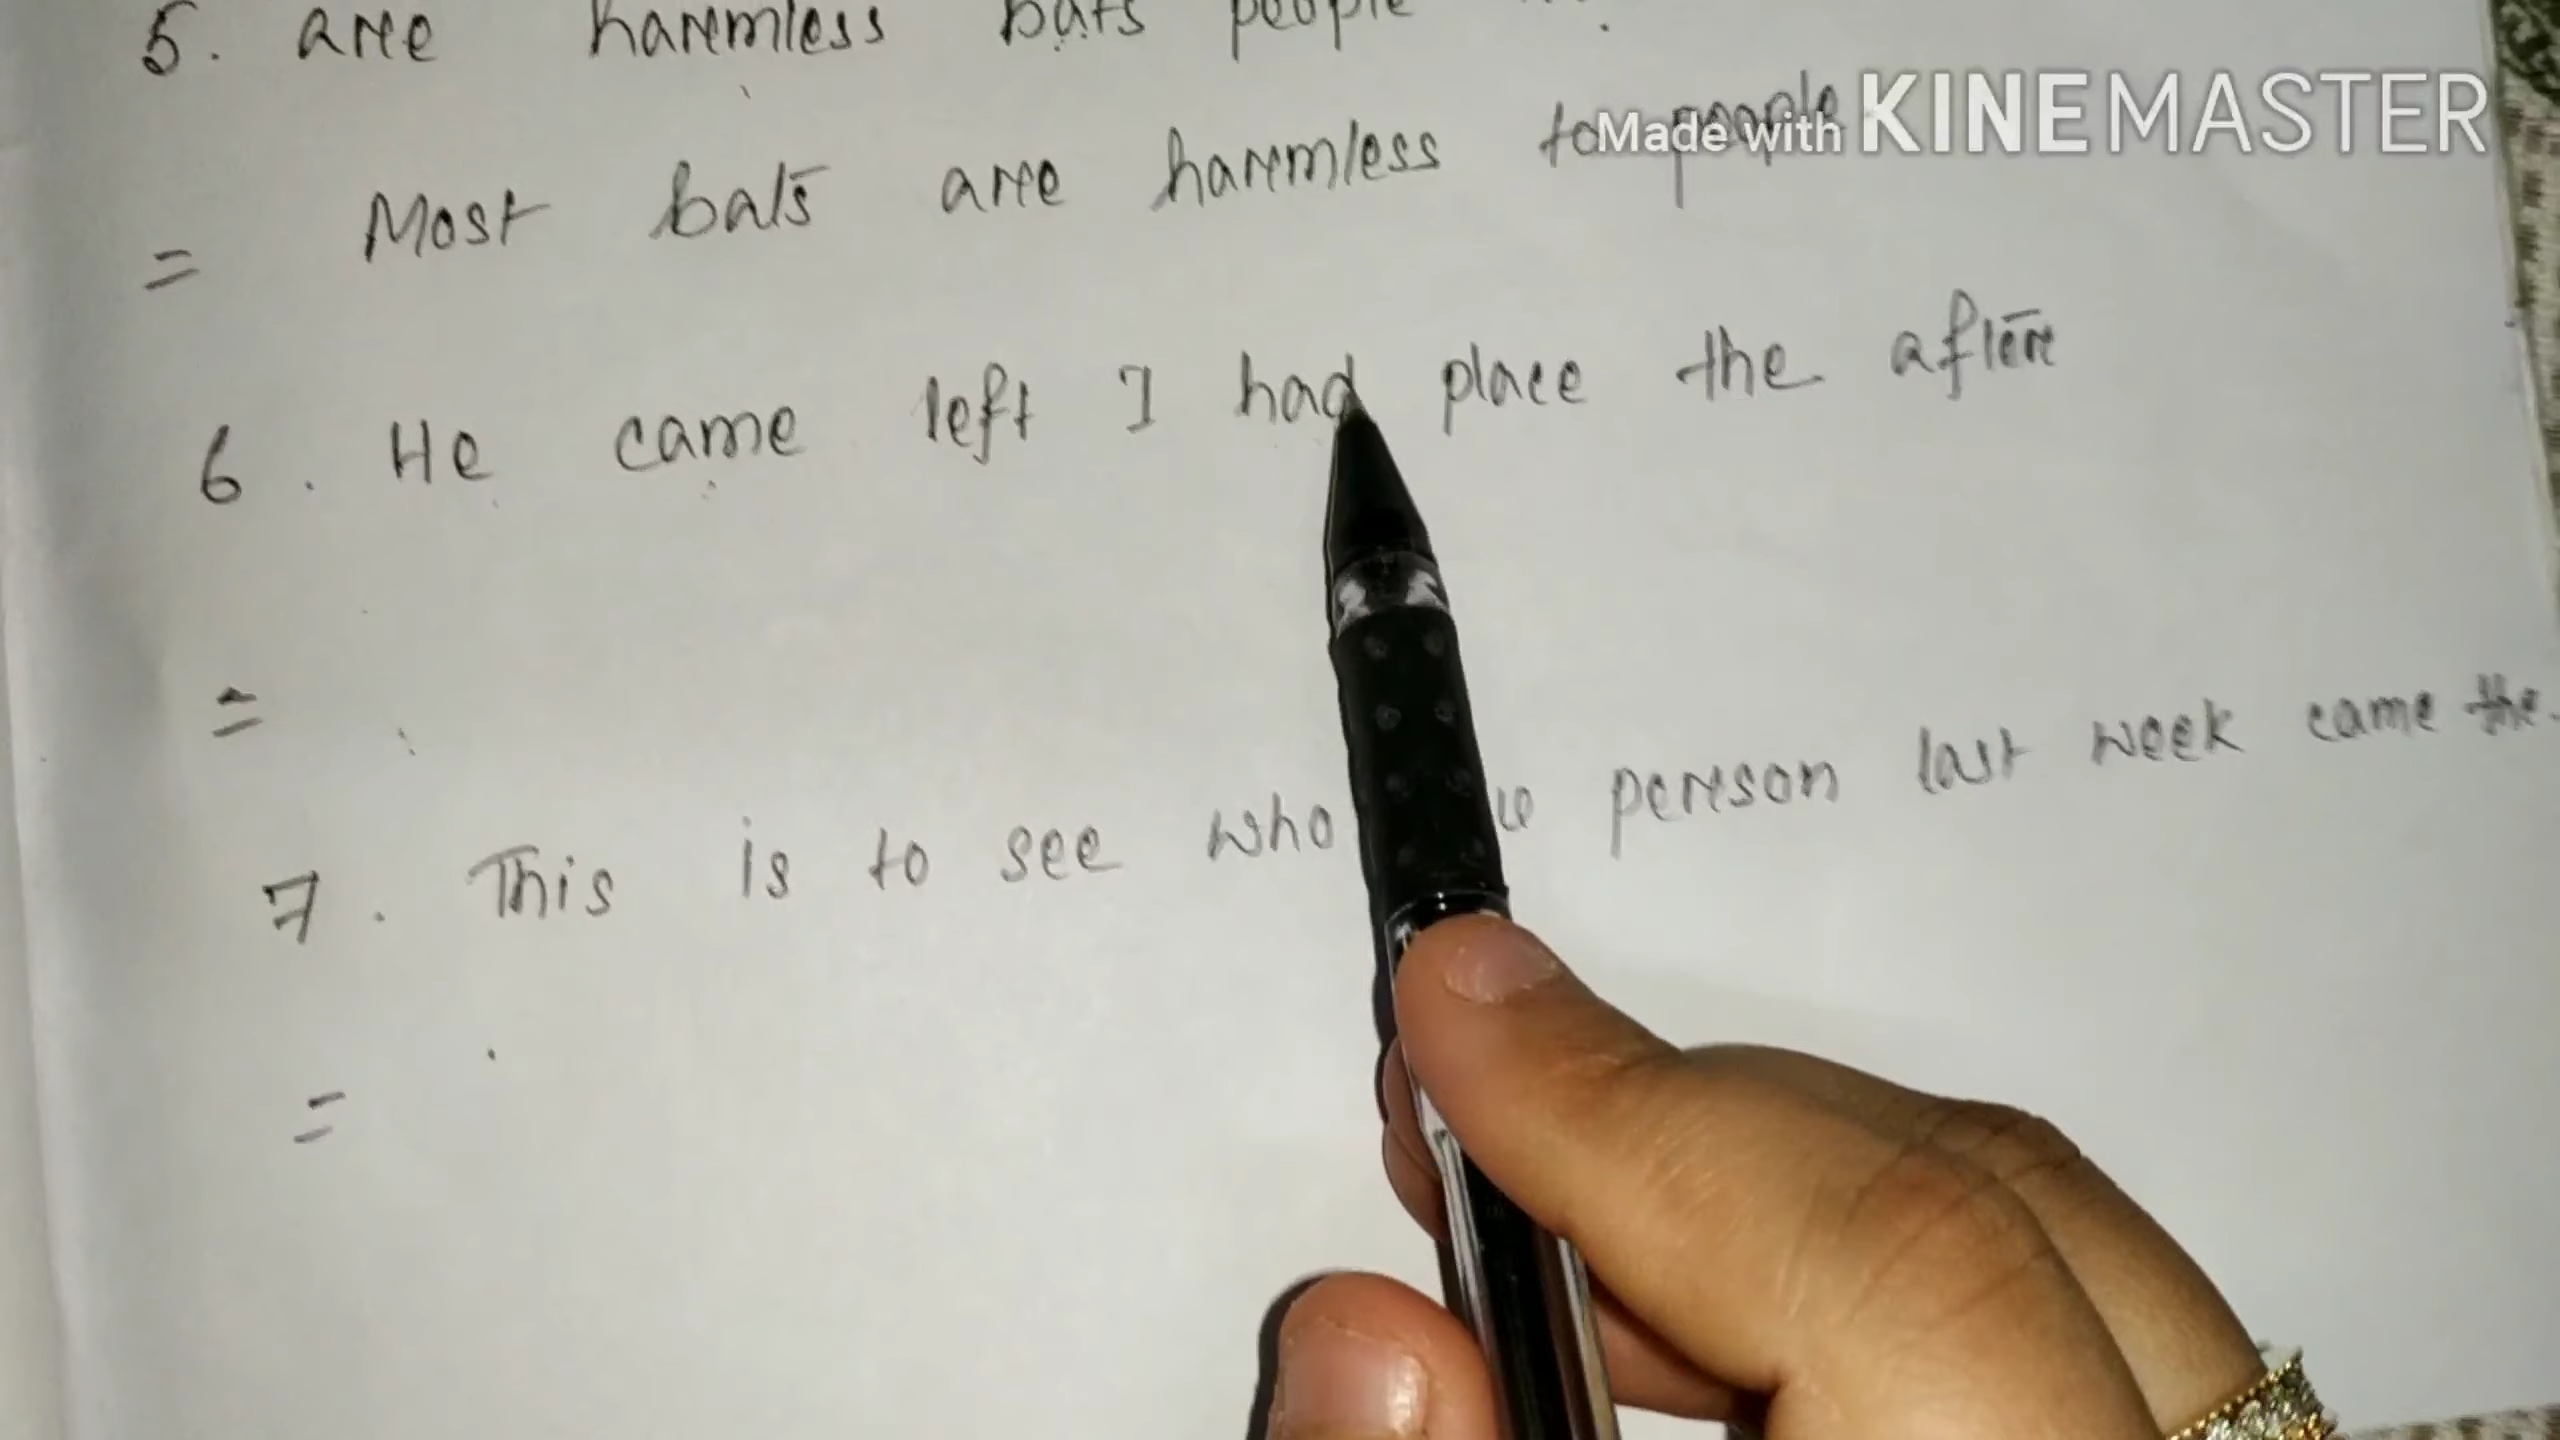 5. are harmless bats people
Made with KINEMASTER
= Most bats are harmless to people
6. He came left I had place the after
=
7. This is to see who person last week came the
=